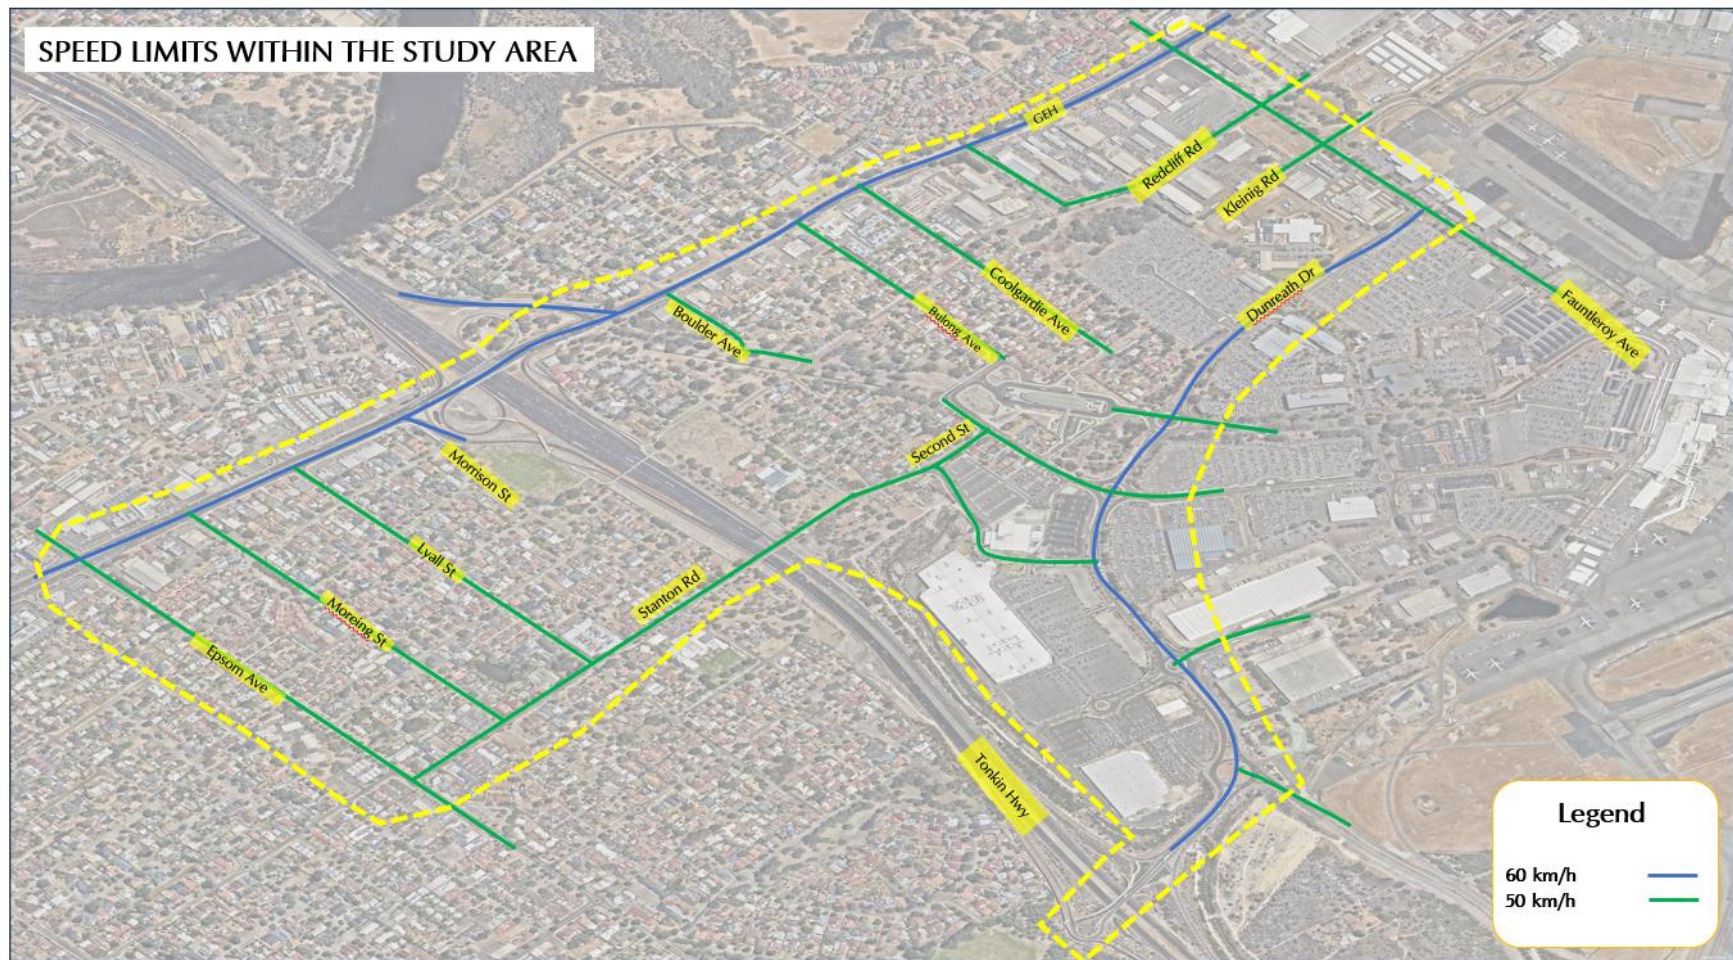 SPEED LIMITS WITHIN THE STUDY AREA
GEH
Redcliff Rd
Kleinig Rd
Dunreath Dr
Fauntleroy Ave
Coolgardie Ave
Bulong Ave
Boulder Ave
Second St
Morrison St
Lyall St
Moreing St
Epsom Ave
Stanton Rd
Tonkin Hwy
Legend
60 km/h
50 km/h